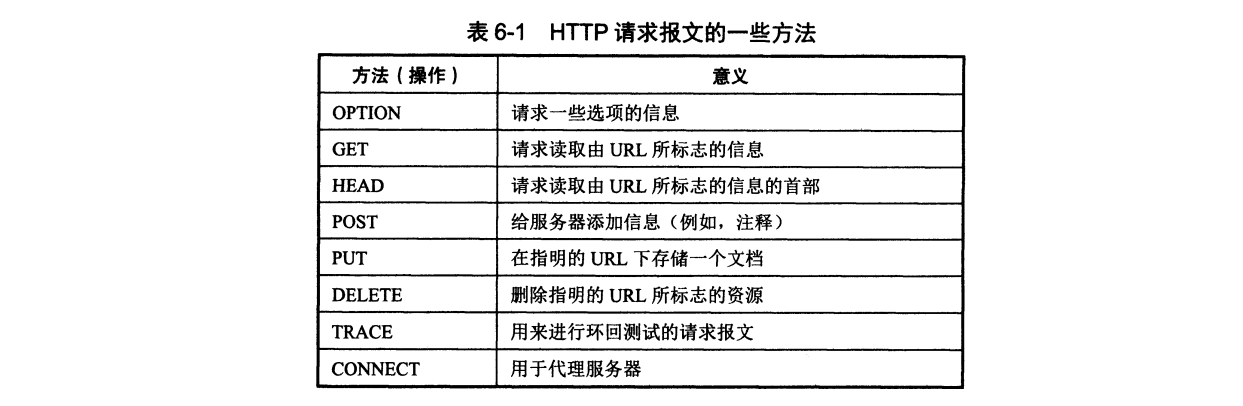 表 6-1 HTTP 请求报文的一些方法
方法（操作） 意义
OPTION 请求一些选项的信息
GET 请求读取由 URL 所标志的信息
HEAD 请求读取由 URL 所标志的信息的首部
POST 给服务器添加信息（例如，注释）
PUT 在指明的 URL 下存储一个文档
DELETE 删除指明的 URL 所标志的资源
TRACE 用来进行环回测试的请求报文
CONNECT 用于代理服务器